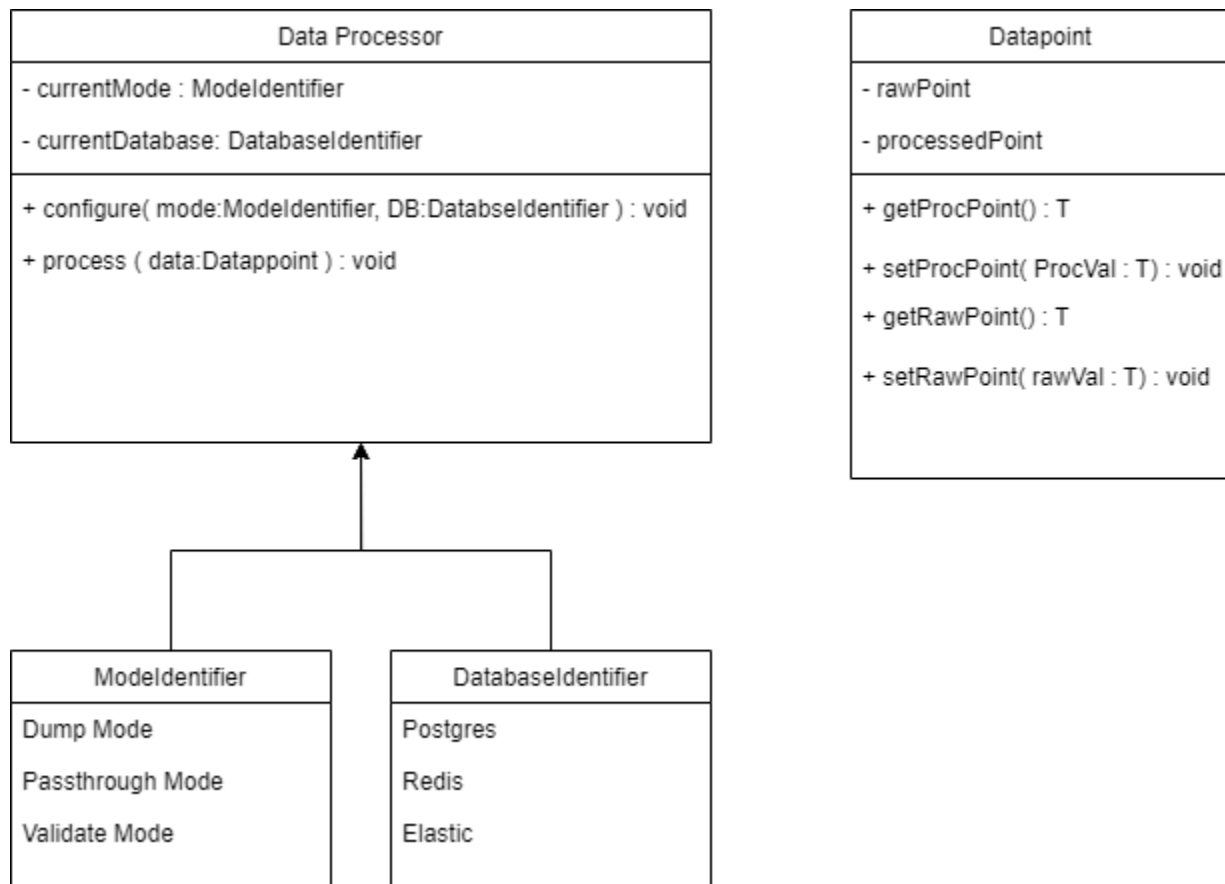 Data Processor
- currentMode : ModeIdentifier
- currentDatabase: DatabaseIdentifier
+ configure( mode:ModeIdentifier, DB:DatabseIdentifier ) : void
+ process ( data:Datappoint ) : void
Datapoint
- rawPoint
- processedPoint
+ getProcPoint() : T
+ setProcPoint( ProcVal : T) : void
+ getRawPoint() : T
+ setRawPoint( rawVal : T) : void
ModeIdentifier
Dump Mode
Passthrough Mode
Validate Mode
DatabaseIdentifier
Postgres
Redis
Elastic